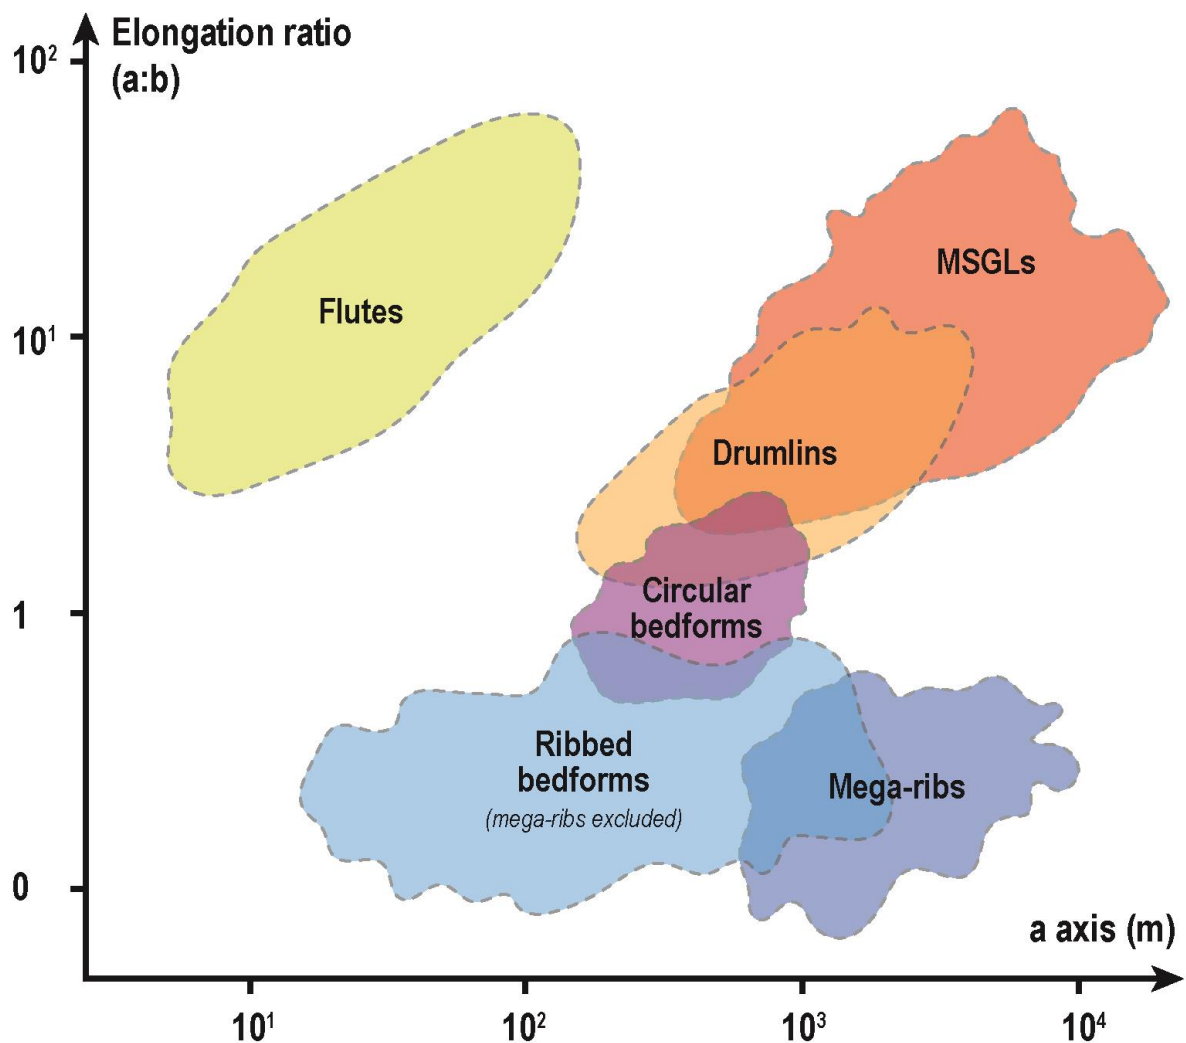 Elongation ratio
(a:b)
10²
MSGLs
Flutes
10¹
Drumlins
Circular
bedforms
1
Ribbed
bedforms
(mega-ribs excluded)
Mega-ribs
0
a axis (m)
10¹ 10² 10³ 10⁴